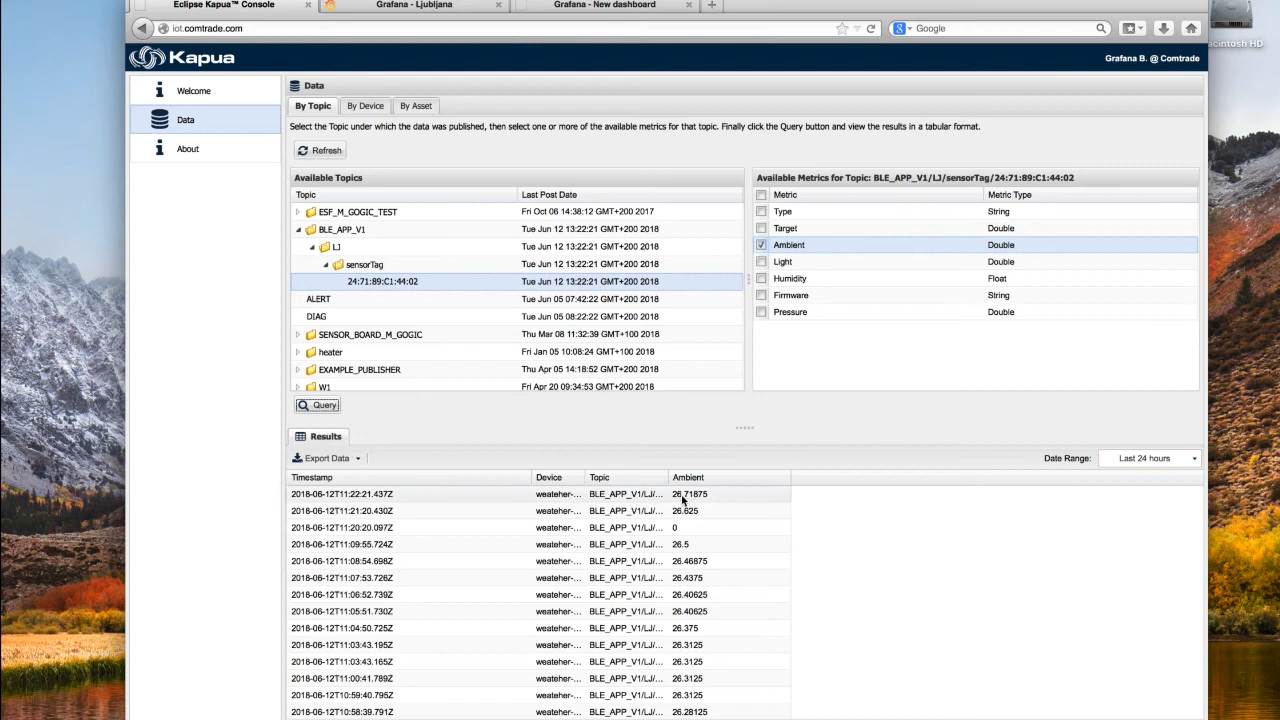 Eclipse Kapua™ Console × Grafana - Ljubljana × Grafana - New dashboard × +
iot.comtrade.com Google
acintosh HD
Kapua Grafana B. @ Comtrade
Welcome
Data
About
Data
By Topic By Device By Asset
Select the Topic under which the data was published, then select one or more of the available metrics for that topic. Finally click the Query button and view the results in a tabular format.
Refresh
Available Topics
Topic Last Post Date
ESF_M_GOGIC_TEST Fri Oct 06 14:38:12 GMT+200 2017
BLE_APP_V1 Tue Jun 12 13:22:21 GMT+200 2018
LJ Tue Jun 12 13:22:21 GMT+200 2018
sensorTag Tue Jun 12 13:22:21 GMT+200 2018
24:71:89:C1:44:02 Tue Jun 12 13:22:21 GMT+200 2018
ALERT Tue Jun 05 07:42:22 GMT+200 2018
DIAG Tue Jun 05 08:22:22 GMT+200 2018
SENSOR_BOARD_M_GOGIC Thu Mar 08 11:32:39 GMT+100 2018
heater Fri Jan 05 10:08:24 GMT+100 2018
EXAMPLE_PUBLISHER Thu Apr 05 14:18:52 GMT+200 2018
W1 Fri Apr 20 09:34:53 GMT+200 2018
Available Metrics for Topic: BLE_APP_V1/LJ/sensorTag/24:71:89:C1:44:02
Metric Metric Type
Type String
Target Double
Ambient Double
Light Double
Humidity Float
Firmware String
Pressure Double
Query
Results
Export Data Date Range: Last 24 hours
Timestamp Device Topic Ambient
2018-06-12T11:22:21.437Z weateher-... BLE_APP_V1/LJ/... 26.71875
2018-06-12T11:21:20.430Z weateher-... BLE_APP_V1/LJ/... 26.625
2018-06-12T11:20:20.097Z weateher-... BLE_APP_V1/LJ/... 0
2018-06-12T11:09:55.724Z weateher-... BLE_APP_V1/LJ/... 26.5
2018-06-12T11:08:54.698Z weateher-... BLE_APP_V1/LJ/... 26.46875
2018-06-12T11:07:53.726Z weateher-... BLE_APP_V1/LJ/... 26.4375
2018-06-12T11:06:52.739Z weateher-... BLE_APP_V1/LJ/... 26.40625
2018-06-12T11:05:51.730Z weateher-... BLE_APP_V1/LJ/... 26.40625
2018-06-12T11:04:50.725Z weateher-... BLE_APP_V1/LJ/... 26.375
2018-06-12T11:03:43.195Z weateher-... BLE_APP_V1/LJ/... 26.3125
2018-06-12T11:03:43.165Z weateher-... BLE_APP_V1/LJ/... 26.3125
2018-06-12T11:00:41.789Z weateher-... BLE_APP_V1/LJ/... 26.3125
2018-06-12T10:59:40.795Z weateher-... BLE_APP_V1/LJ/... 26.3125
2018-06-12T10:58:39.791Z weateher-... BLE_APP_V1/LJ/... 26.28125